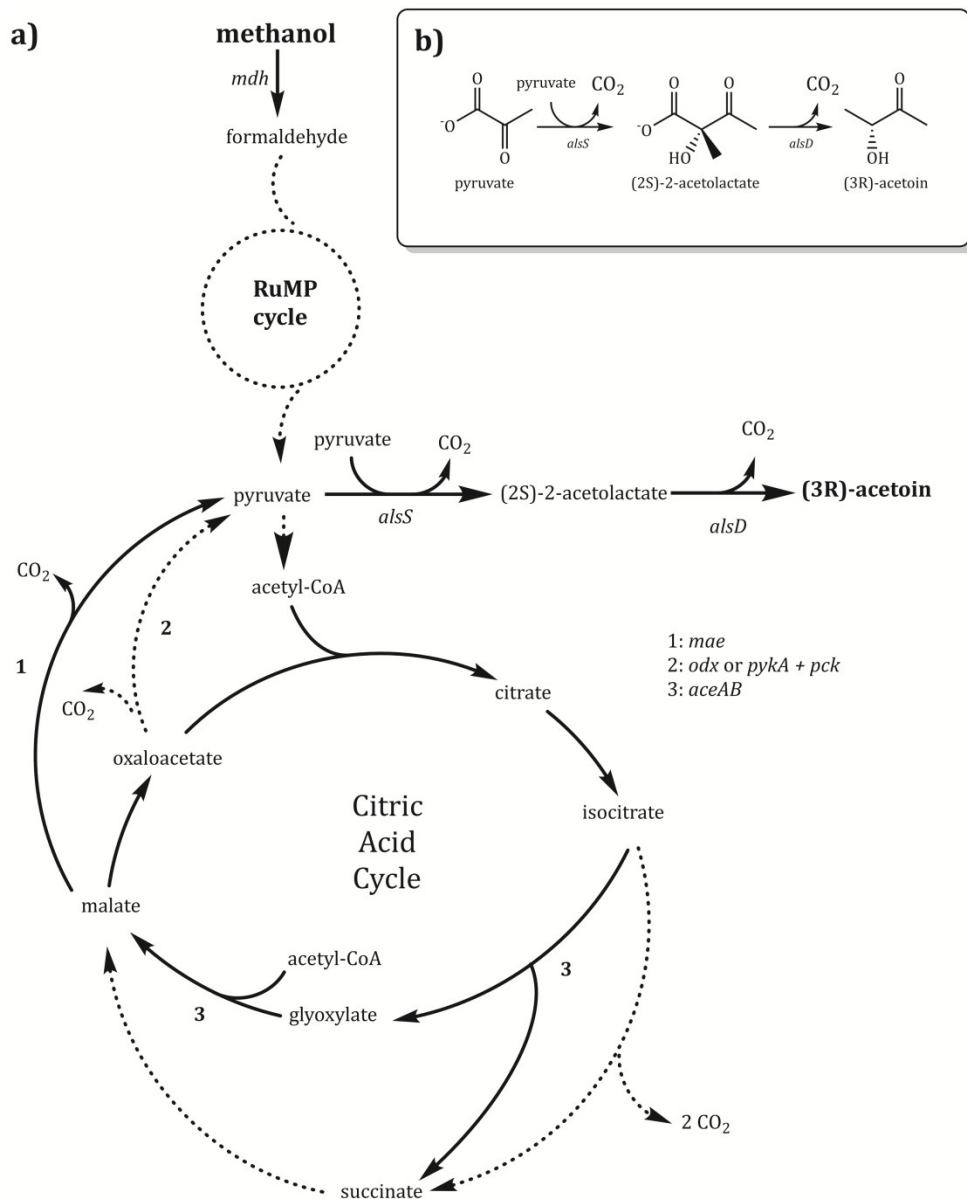 a)
methanol
mdh
formaldehyde
RuMP
cycle
b)
O
O
⁻O
pyruvate
pyruvate
CO₂
alsS
O
O
⁻O
HO
(2S)-2-acetolactate
CO₂
alsD
O
OH
(3R)-acetoin
pyruvate
pyruvate
CO₂
alsS
(2S)-2-acetolactate
CO₂
alsD
(3R)-acetoin
acetyl-CoA
CO₂
1
2
CO₂
1: mae
2: odx or pykA + pck
3: aceAB
citrate
oxaloacetate
isocitrate
Citric
Acid
Cycle
malate
acetyl-CoA
3
glyoxylate
3
2 CO₂
succinate